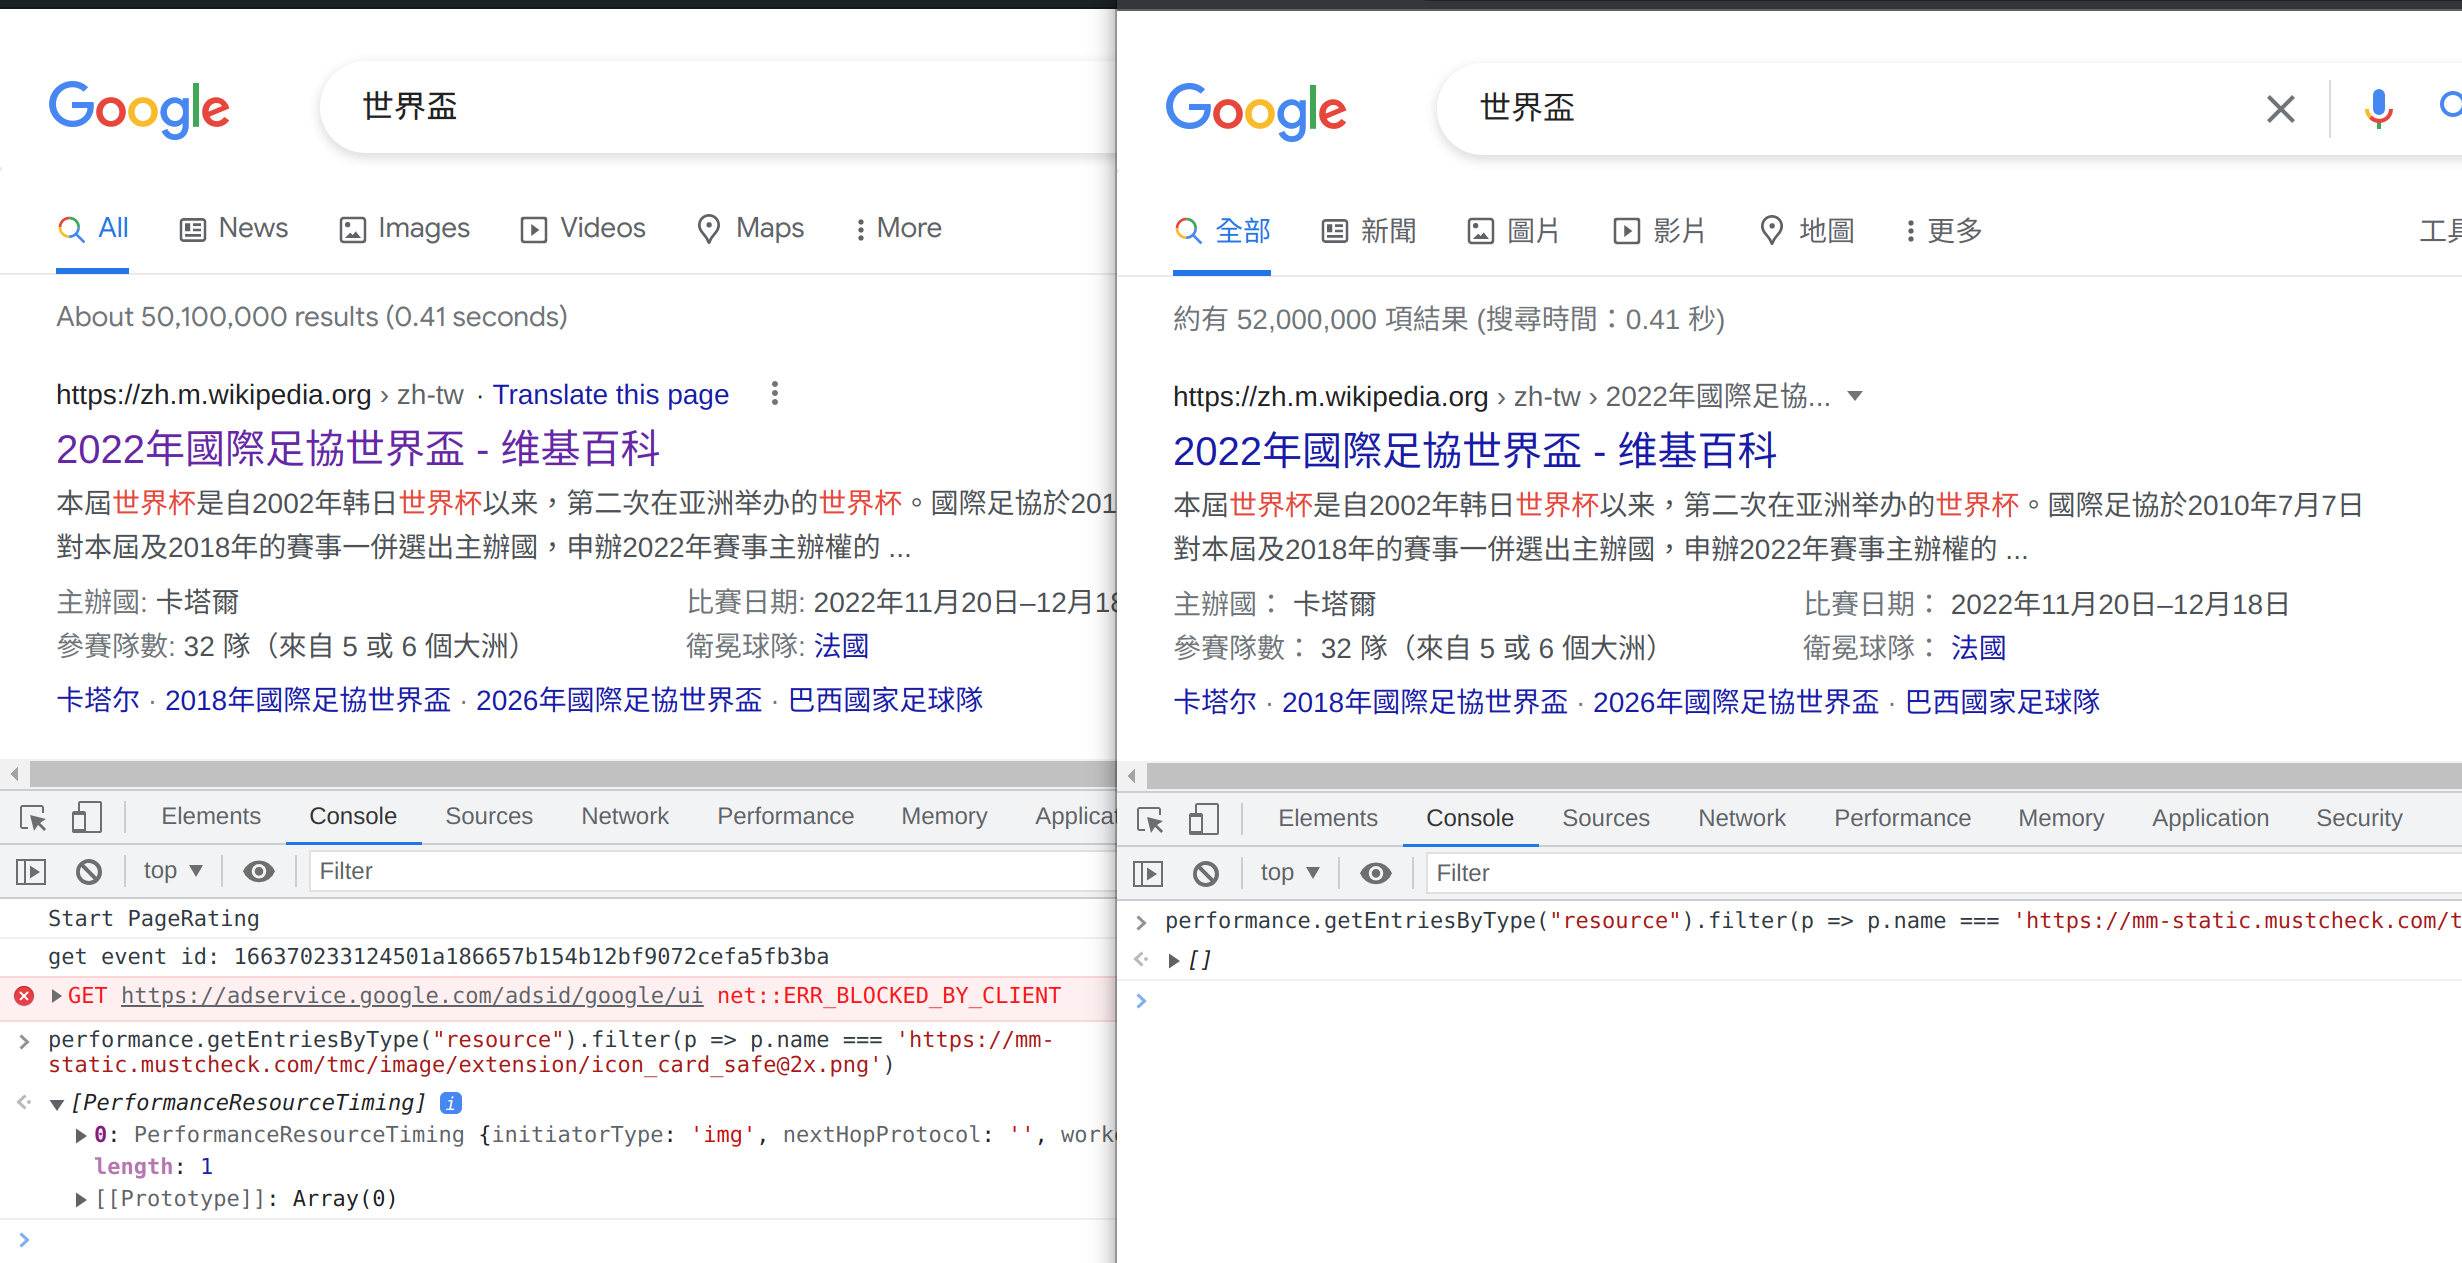 Google
世界盃
All News Images Videos Maps More
About 50,100,000 results (0.41 seconds)
https://zh.m.wikipedia.org › zh-tw · Translate this page
2022年國際足協世界盃 - 维基百科
本屆世界杯是自2002年韩日世界杯以来，第二次在亚洲举办的世界杯。國際足協於201
對本屆及2018年的賽事一併選出主辦國，申辦2022年賽事主辦權的 ...
主辦國: 卡塔爾 比賽日期: 2022年11月20日–12月18
參賽隊數: 32 隊（來自 5 或 6 個大洲） 衛冕球隊: 法國
卡塔尔 · 2018年國際足協世界盃 · 2026年國際足協世界盃 · 巴西國家足球隊
Elements Console Sources Network Performance Memory Applicat
top Filter
Start PageRating
get event id: 166370233124501a186657b154b12bf9072cefa5fb3ba
GET https://adservice.google.com/adsid/google/ui net::ERR_BLOCKED_BY_CLIENT
performance.getEntriesByType("resource").filter(p => p.name === 'https://mm-
static.mustcheck.com/tmc/image/extension/icon_card_safe@2x.png')
[PerformanceResourceTiming] i
0: PerformanceResourceTiming {initiatorType: 'img', nextHopProtocol: '', worke
length: 1
[[Prototype]]: Array(0)
Google
世界盃
全部 新聞 圖片 影片 地圖 更多 工具
約有 52,000,000 項結果 (搜尋時間：0.41 秒)
https://zh.m.wikipedia.org › zh-tw › 2022年國際足協...
2022年國際足協世界盃 - 维基百科
本屆世界杯是自2002年韩日世界杯以来，第二次在亚洲举办的世界杯。國際足協於2010年7月7日
對本屆及2018年的賽事一併選出主辦國，申辦2022年賽事主辦權的 ...
主辦國： 卡塔爾 比賽日期： 2022年11月20日–12月18日
參賽隊數： 32 隊（來自 5 或 6 個大洲） 衛冕球隊： 法國
卡塔尔 · 2018年國際足協世界盃 · 2026年國際足協世界盃 · 巴西國家足球隊
Elements Console Sources Network Performance Memory Application Security
top Filter
performance.getEntriesByType("resource").filter(p => p.name === 'https://mm-static.mustcheck.com/t
[]